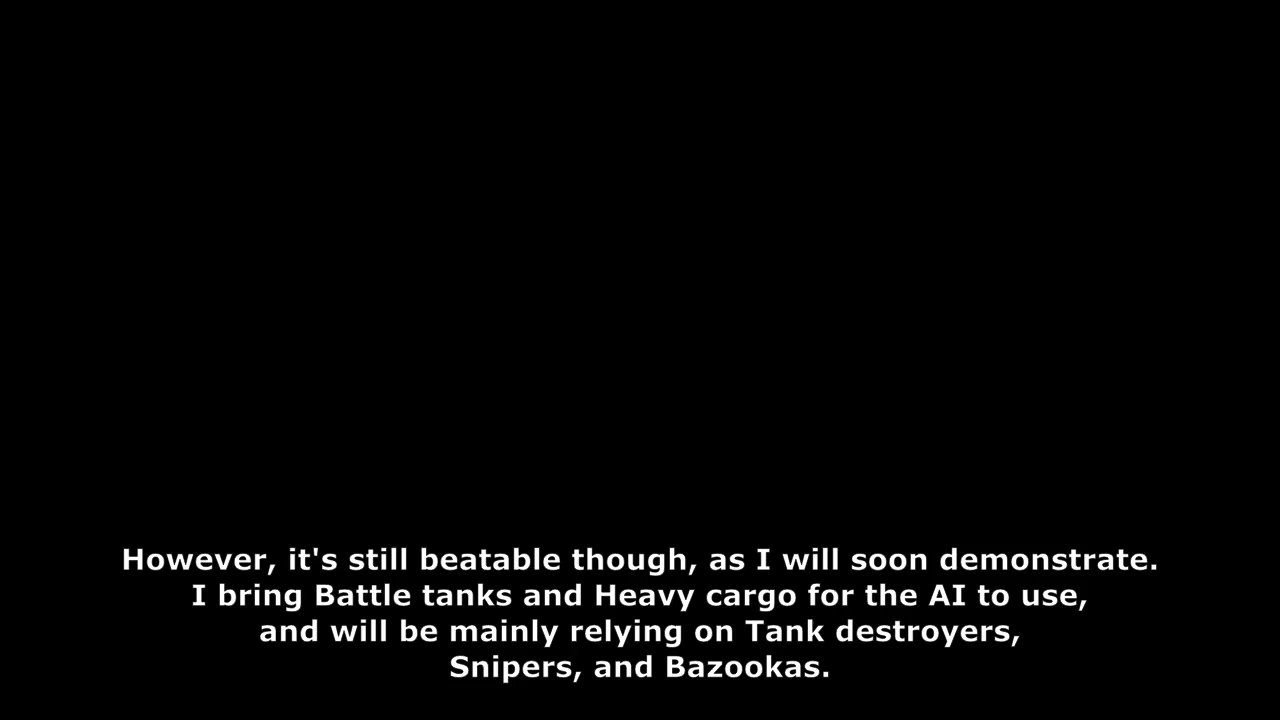 However, it's still beatable though, as I will soon demonstrate.
I bring Battle tanks and Heavy cargo for the AI to use,
and will be mainly relying on Tank destroyers,
Snipers, and Bazookas.